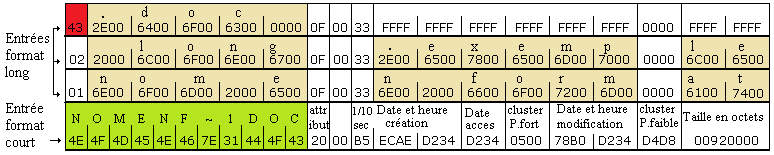 . d o c
43 2E00 6400 6F00 6300 0000 0F 00 33 FFFF FFFF FFFF FFFF FFFF FFFF 0000 FFFF FFFF
Entrées
format
long
l o n g . e x e m p l e
02 2000 6C00 6F00 6E00 6700 0F 00 33 2E00 6500 7800 6500 6D00 7000 0000 6C00 6500
n o m e n f o r m a t
01 6E00 6F00 6D00 2000 6500 0F 00 33 6E00 2000 6600 6F00 7200 6D00 0000 6100 7400
Entrée
format
court
N O M E N F ~ 1 D O C
attr
ibut
1/10
sec
Date et heure
création
Date
acces
cluster
P.fort
Date et heure
modification
cluster
P.faible
Taille en octets
4E 4F 4D 45 4E 46 7E 31 44 4F 43 20 00 B5 ECAE D234 D234 0500 78B0 D234 D4D8 00920000